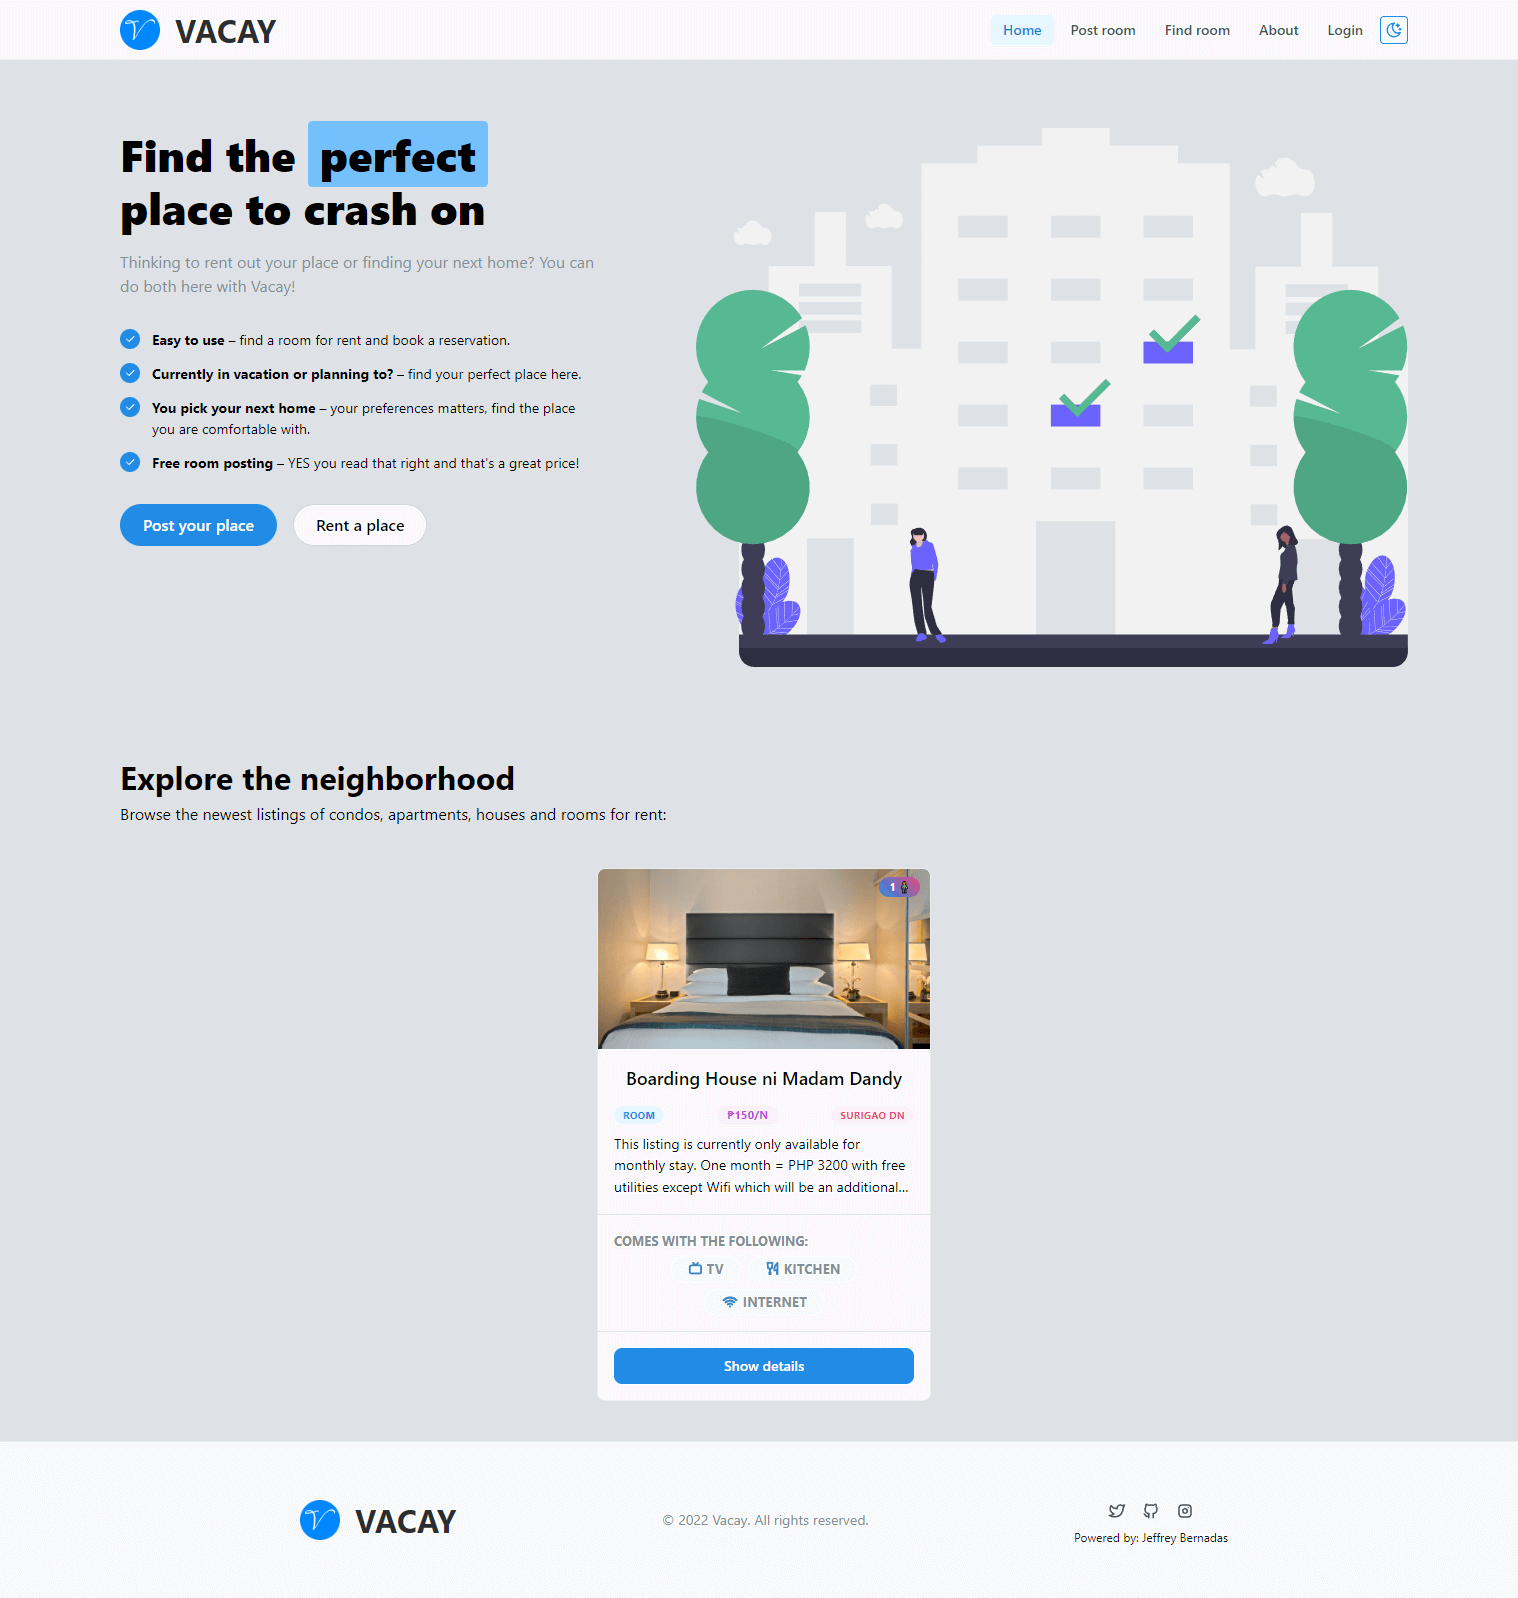 VACAY
Home
Post room
Find room
About
Login
Find the perfect
place to crash on
Thinking to rent out your place or finding your next home? You can
do both here with Vacay!
Easy to use – find a room for rent and book a reservation.
Currently in vacation or planning to? – find your perfect place here.
You pick your next home – your preferences matters, find the place
you are comfortable with.
Free room posting – YES you read that right and that's a great price!
Post your place
Rent a place
Explore the neighborhood
Browse the newest listings of condos, apartments, houses and rooms for rent:
1
Boarding House ni Madam Dandy
ROOM
₱150/N
SURIGAO DN
This listing is currently only available for
monthly stay. One month = PHP 3200 with free
utilities except Wifi which will be an additional...
COMES WITH THE FOLLOWING:
TV
KITCHEN
INTERNET
Show details
VACAY
© 2022 Vacay. All rights reserved.
Powered by: Jeffrey Bernadas